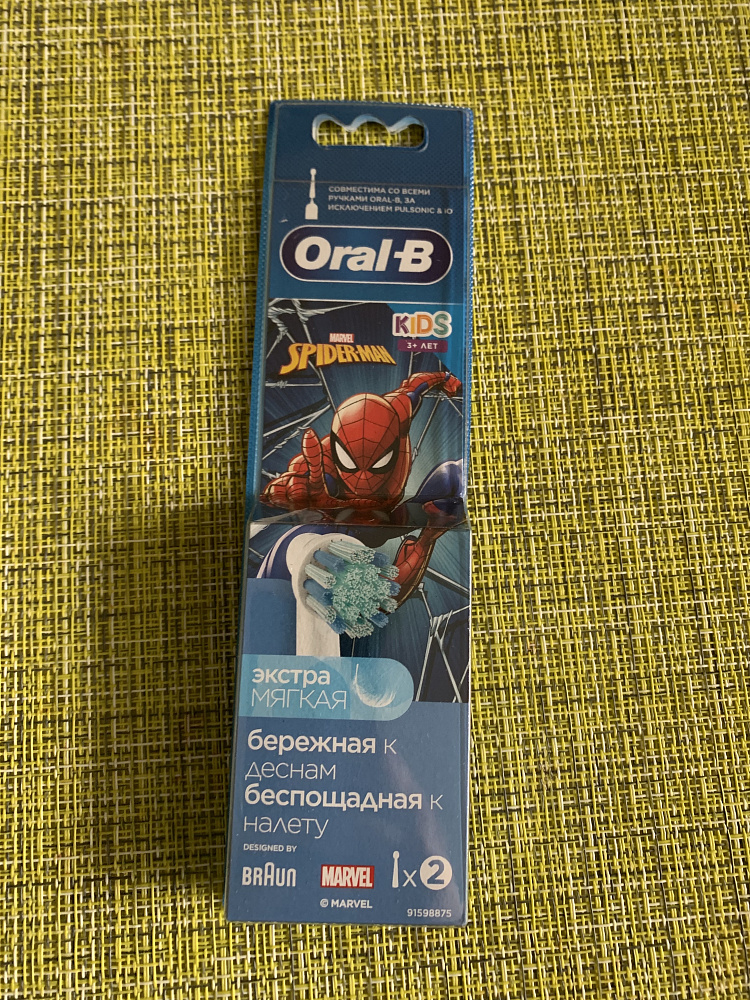 СОВМЕСТИМА СО ВСЕМИ
РУЧКАМИ ORAL-B, ЗА
ИСКЛЮЧЕНИЕМ PULSONIC & iO
Oral-B
KIDS
3+ ЛЕТ
MARVEL
SPIDER-MAN
экстра
МЯГКАЯ
бережная к
деснам
беспощадная к
налету
DESIGNED BY
BRAUN MARVEL x2
© MARVEL
91598875